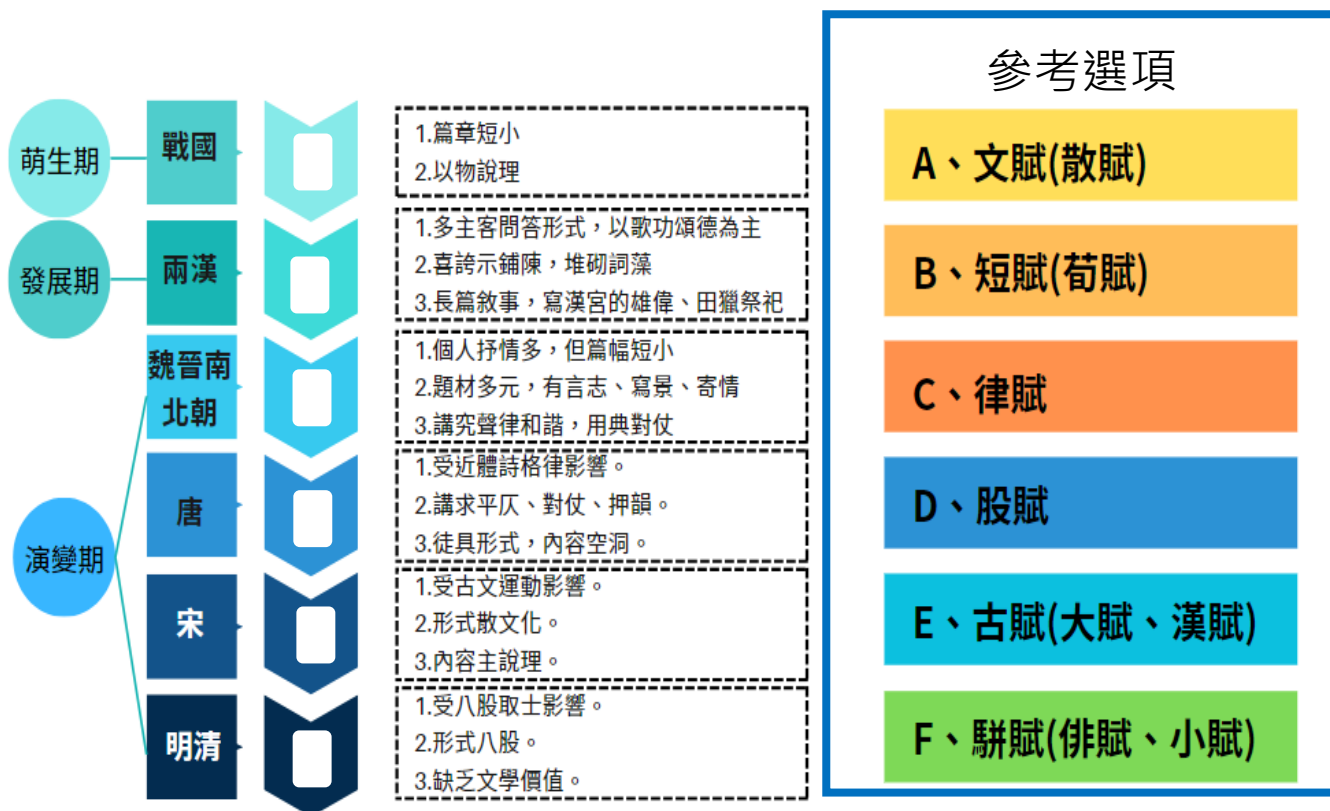 萌生期
戰國
1.篇章短小
2.以物說理
發展期
兩漢
1.多主客問答形式，以歌功頌德為主
2.喜誇示鋪陳，堆砌詞藻
3.長篇敘事，寫漢宮的雄偉、田獵祭祀
演變期
魏晉南
北朝
1.個人抒情多，但篇幅短小
2.題材多元，有言志、寫景、寄情
3.講究聲律和諧，用典對仗
唐
1.受近體詩格律影響。
2.講求平仄、對仗、押韻。
3.徒具形式，內容空洞。
宋
1.受古文運動影響。
2.形式散文化。
3.內容主說理。
明清
1.受八股取士影響。
2.形式八股。
3.缺乏文學價值。
參考選項
A、文賦(散賦)
B、短賦(荀賦)
C、律賦
D、股賦
E、古賦(大賦、漢賦)
F、駢賦(俳賦、小賦)